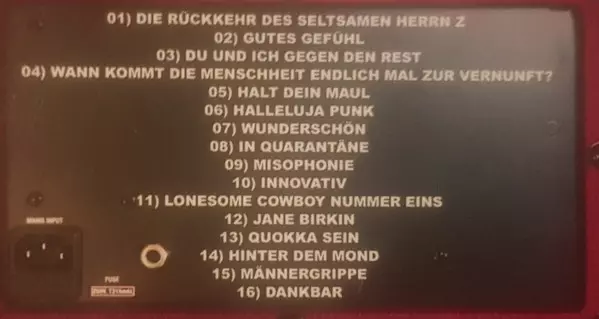 01) DIE RÜCKKEHR DES SELTSAMEN HERRN Z
02) GUTES GEFÜHL
03) DU UND ICH GEGEN DEN REST
04) WANN KOMMT DIE MENSCHHEIT ENDLICH MAL ZUR VERNUNFT?
05) HALT DEIN MAUL
06) HALLELUJA PUNK
07) WUNDERSCHÖN
08) IN QUARANTÄNE
09) MISOPHONIE
10) INNOVATIV
11) LONESOME COWBOY NUMMER EINS
12) JANE BIRKIN
13) QUOKKA SEIN
14) HINTER DEM MOND
15) MÄNNERGRIPPE
16) DANKBAR
MAINS INPUT
FUSE